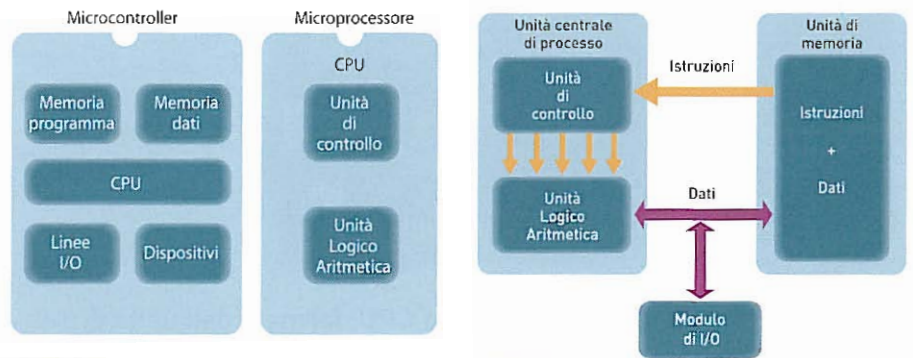 Microcontroller
Memoria
programma
Memoria
dati
CPU
Linee
I/O
Dispositivi
Microprocessore
CPU
Unità
di
controllo
Unità
Logico
Aritmetica
Unità centrale
di processo
Unità
di
controllo
Unità
Logico
Aritmetica
Istruzioni
Dati
Unità di
memoria
Istruzioni
+
Dati
Modulo
di I/O